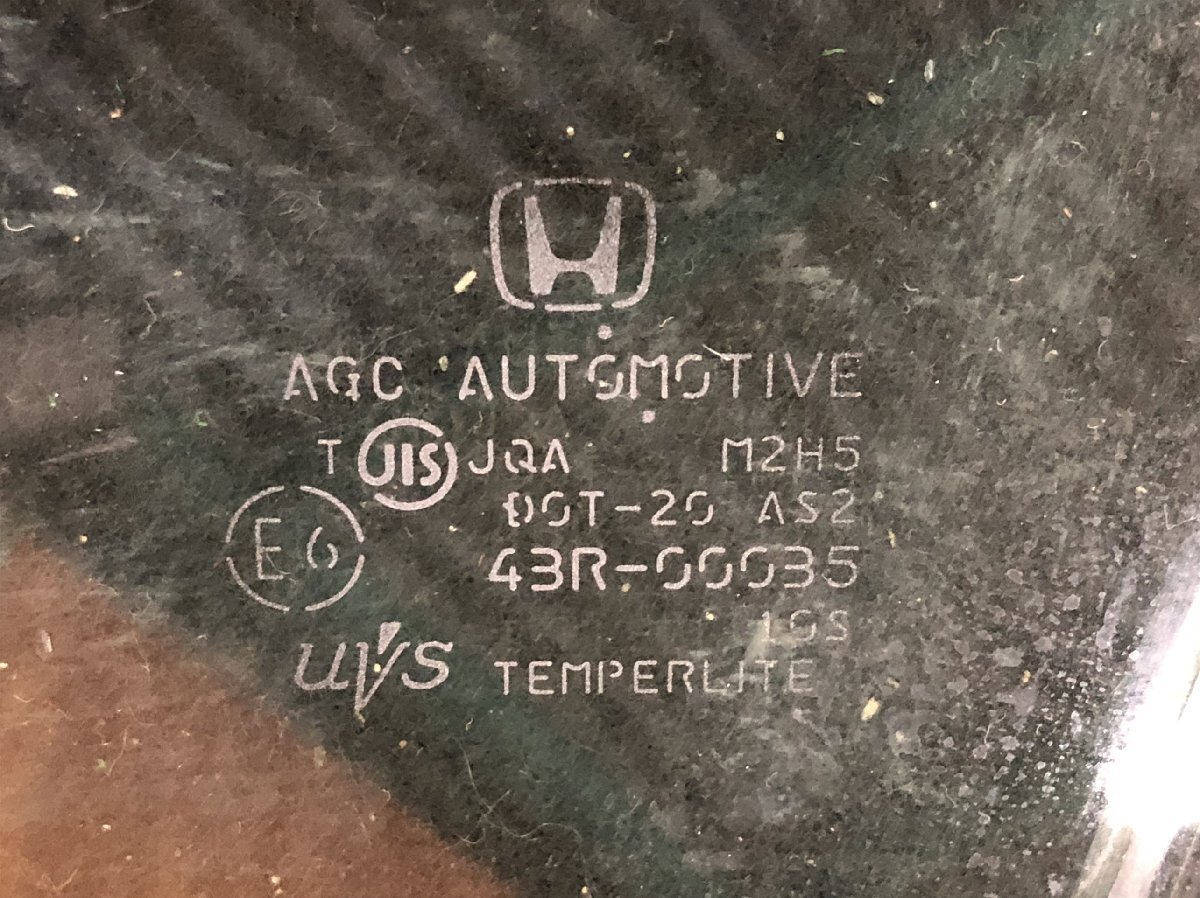 AGC AUTOMOTIVE
T JIS JQA M2H5
DOT-20 AS2
E6 43R-00035
UVS TEMPERLITE